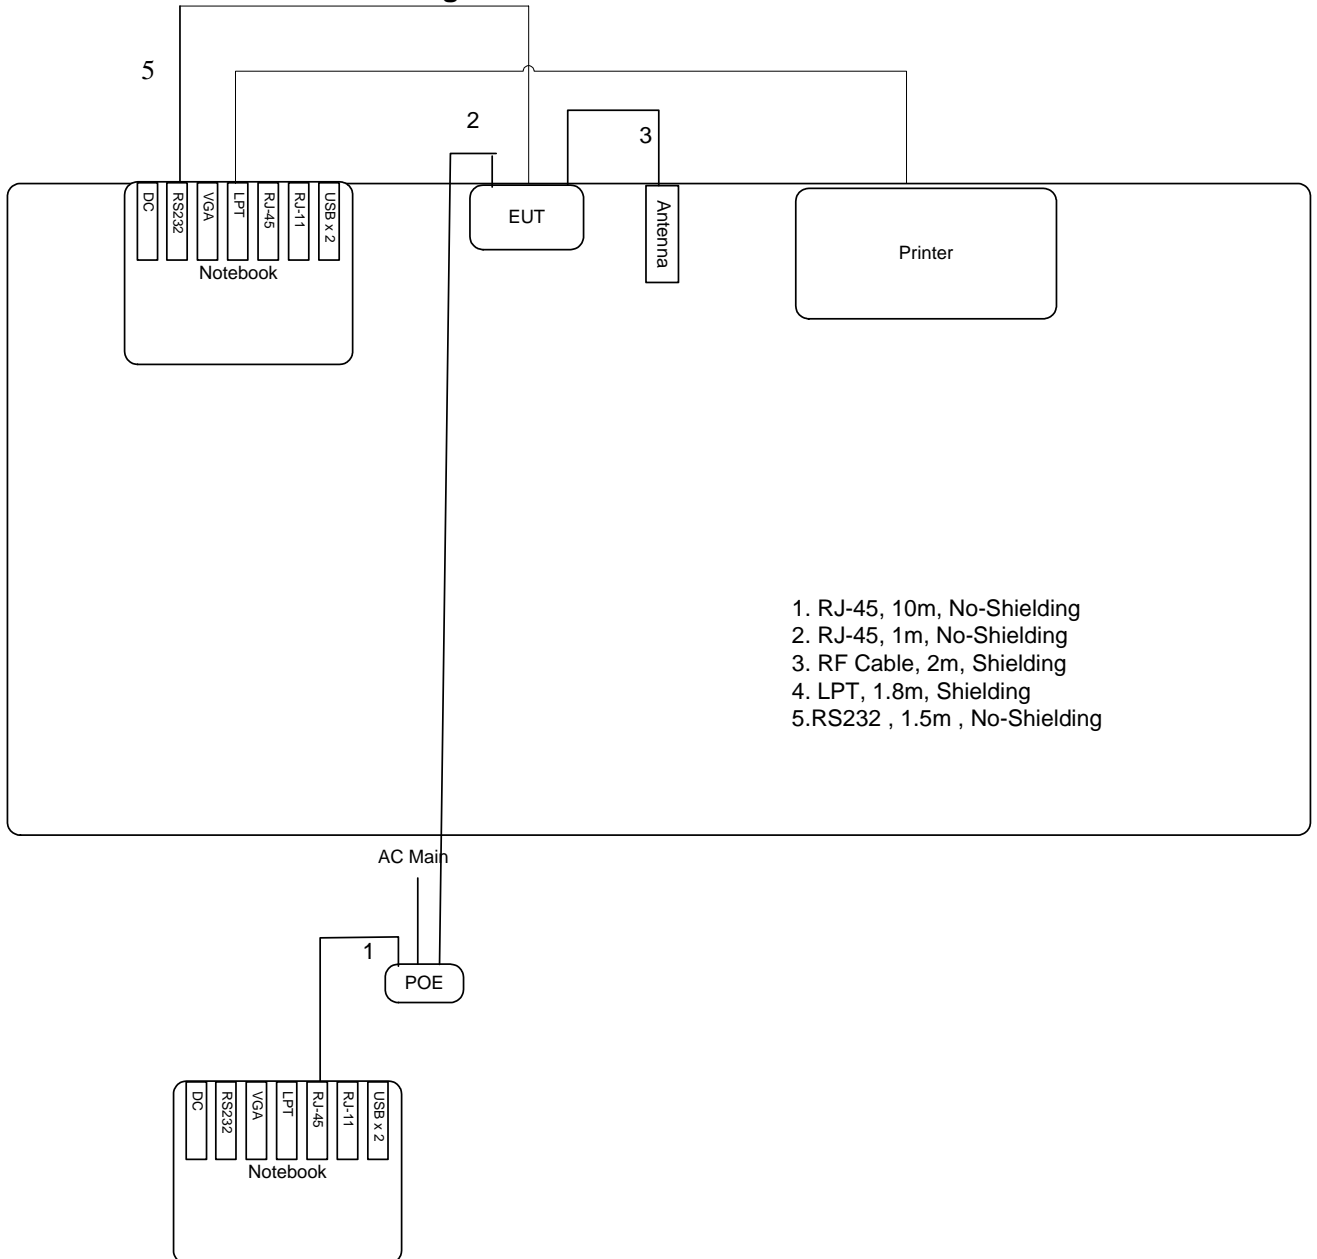 5
2
3
DC
RS232
VGA
LPT
RJ-45
RJ-11
USB x 2
Notebook
EUT
Antenna
Printer
1. RJ-45, 10m, No-Shielding
2. RJ-45, 1m, No-Shielding
3. RF Cable, 2m, Shielding
4. LPT, 1.8m, Shielding
5.RS232 , 1.5m , No-Shielding
AC Main
1
POE
DC
RS232
VGA
LPT
RJ-45
RJ-11
USB x 2
Notebook